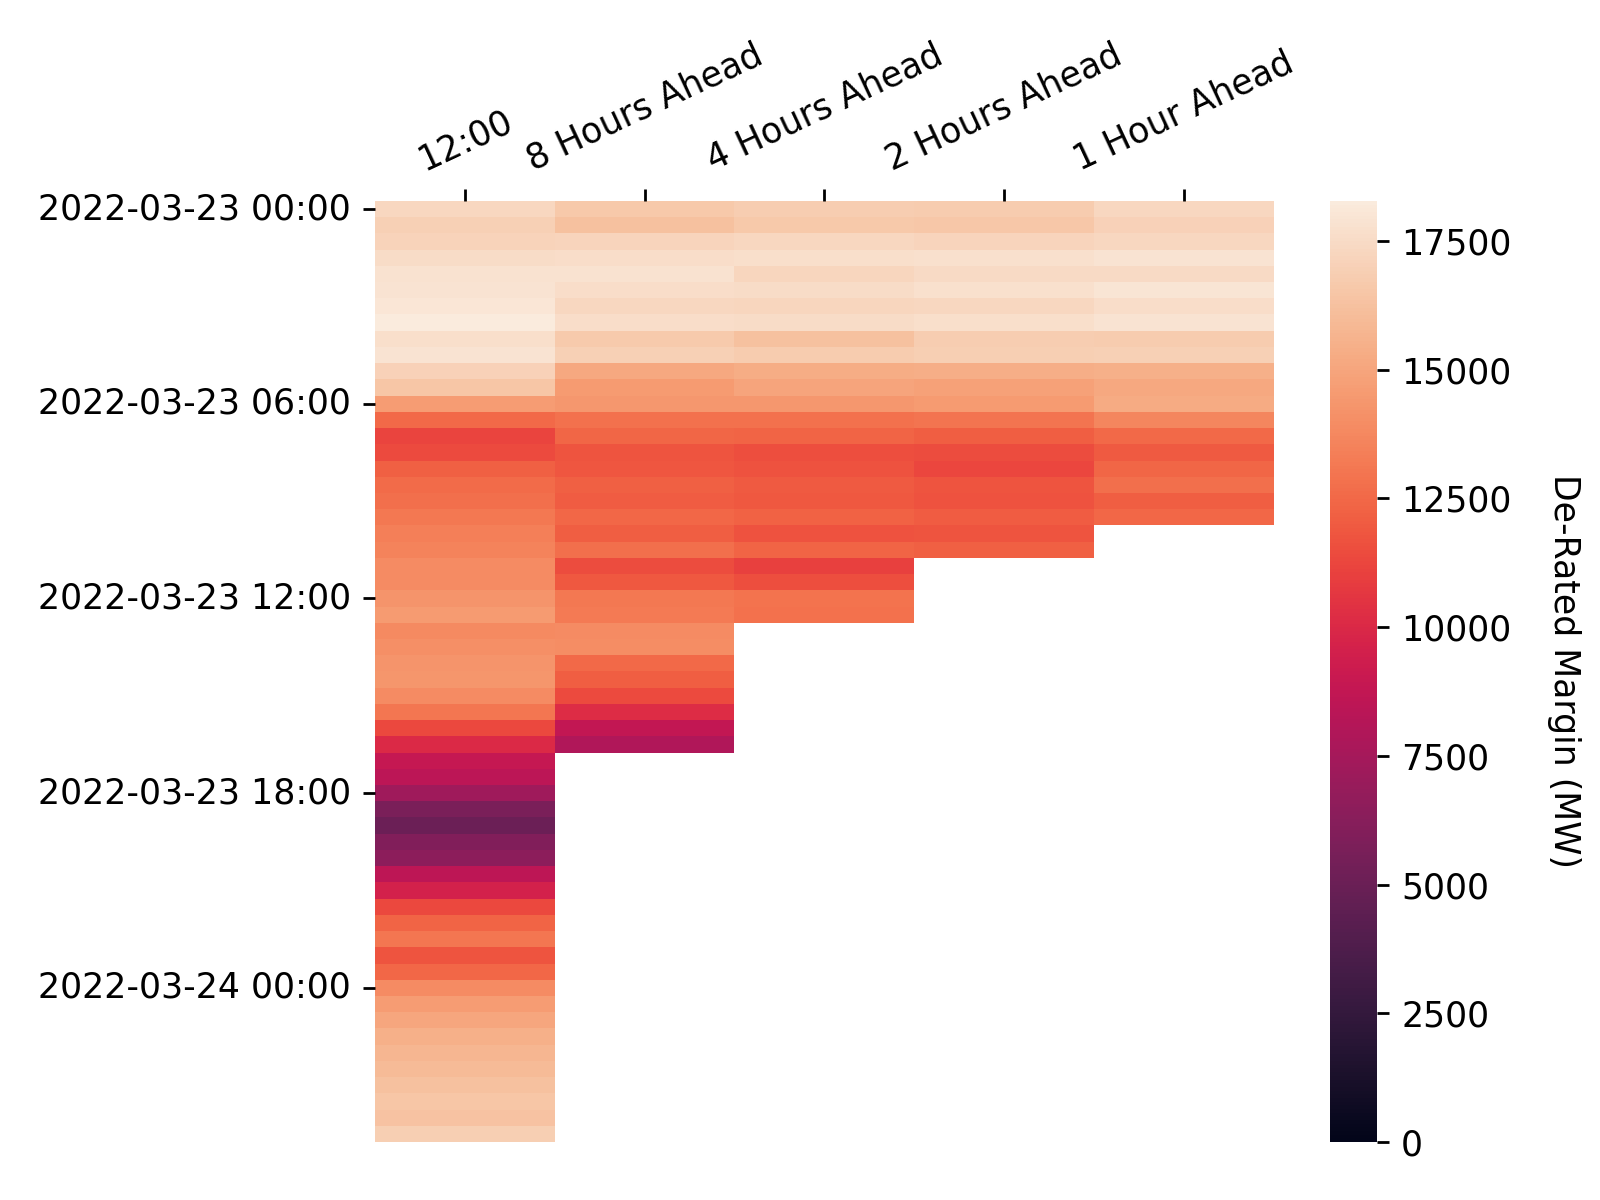 12:00
8 Hours Ahead
4 Hours Ahead
2 Hours Ahead
1 Hour Ahead
2022-03-23 00:00
2022-03-23 06:00
2022-03-23 12:00
2022-03-23 18:00
2022-03-24 00:00
17500
15000
12500
10000
7500
5000
2500
0
De-Rated Margin (MW)